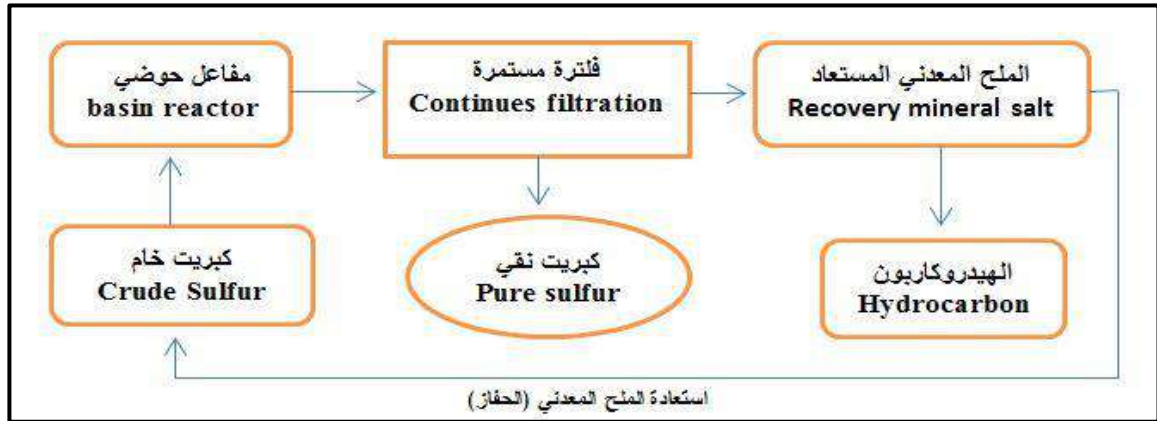 مفاعل حوضي
basin reactor
فلترة مستمرة
Continues filtration
الملح المعدني المستعاد
Recovery mineral salt
كبريت خام
Crude Sulfur
كبريت نقي
Pure sulfur
الهيدروكاربون
Hydrocarbon
استعادة الملح المعدني (الحفاز)